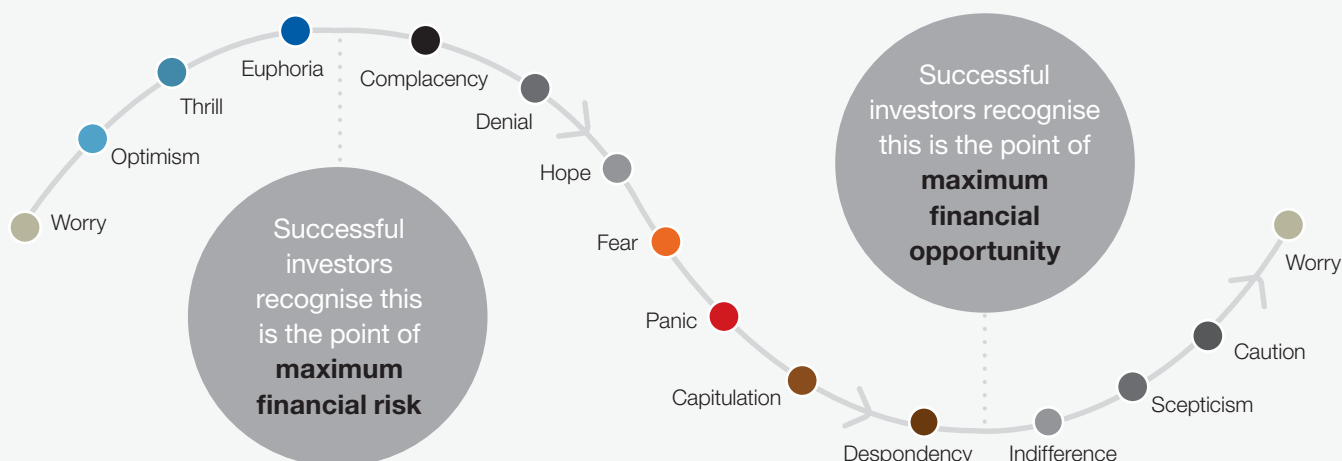 Euphoria
Complacency
Thrill
Denial
Optimism
Hope
Worry
Successful
investors
recognise this
is the point of
maximum
financial risk
Fear
Panic
Capitulation
Despondency
Successful
investors recognise
this is the point of
maximum
financial
opportunity
Indifference
Scepticism
Caution
Worry